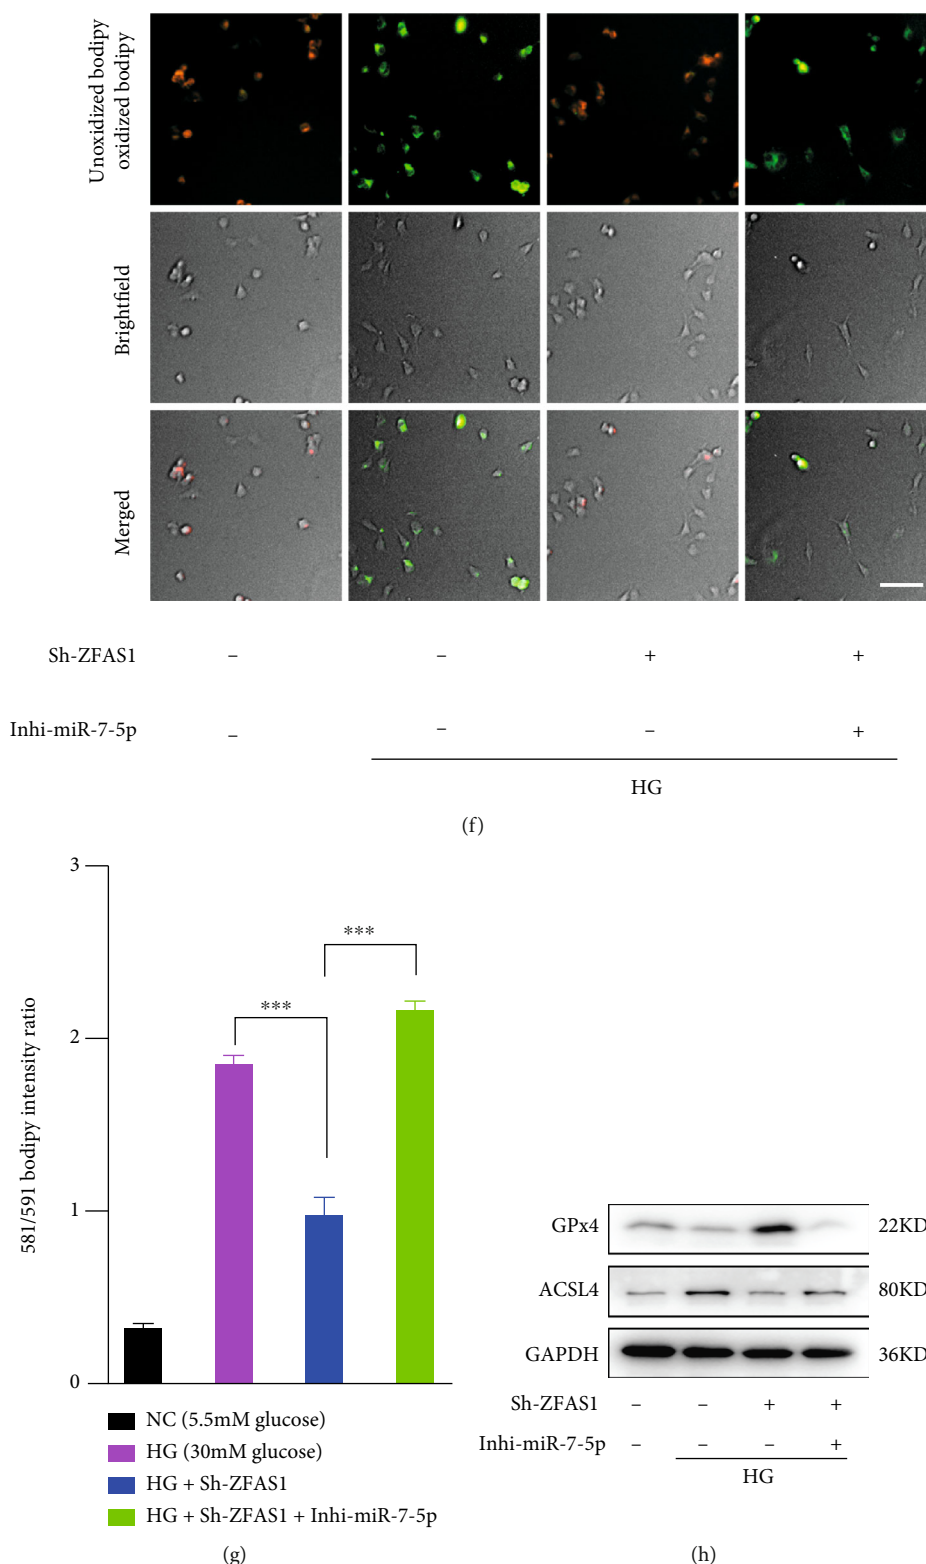 Unoxidized bodipy
oxidized bodipy
Brightfield
Merged
Sh-ZFAS1 – – + +
Inhi-miR-7-5p – – – +
HG
(f)
581/591 bodipy intensity ratio
3
2
1
0
***
***
NC (5.5mM glucose)
HG (30mM glucose)
HG + Sh-ZFAS1
HG + Sh-ZFAS1 + Inhi-miR-7-5p
(g)
GPx4 22KD
ACSL4 80KD
GAPDH 36KD
Sh-ZFAS1 – – + +
Inhi-miR-7-5p – – – +
HG
(h)